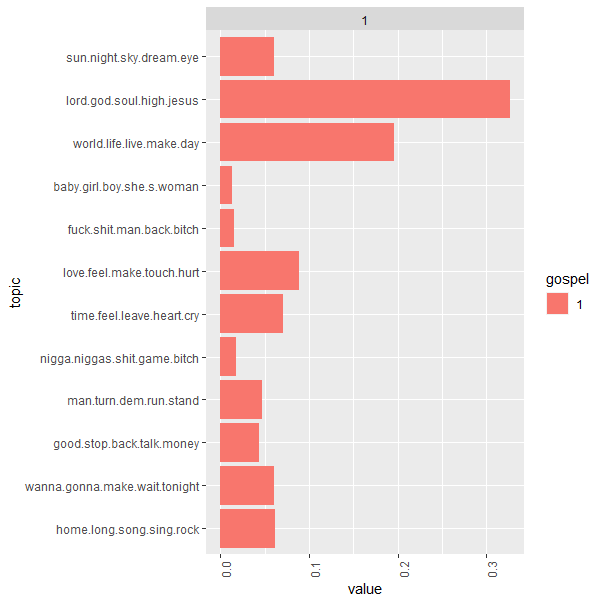 1
sun.night.sky.dream.eye
lord.god.soul.high.jesus
world.life.live.make.day
baby.girl.boy.she.s.woman
fuck.shit.man.back.bitch
love.feel.make.touch.hurt
time.feel.leave.heart.cry
nigga.niggas.shit.game.bitch
man.turn.dem.run.stand
good.stop.back.talk.money
wanna.gonna.make.wait.tonight
home.long.song.sing.rock
topic
0.0
0.1
0.2
0.3
value
gospel
1